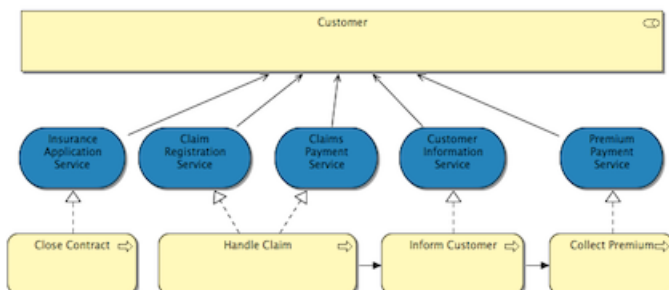 Customer
Insurance
Application
Service
Claim
Registration
Service
Claims
Payment
Service
Customer
Information
Service
Premium
Payment
Service
Close Contract
Handle Claim
Inform Customer
Collect Premium